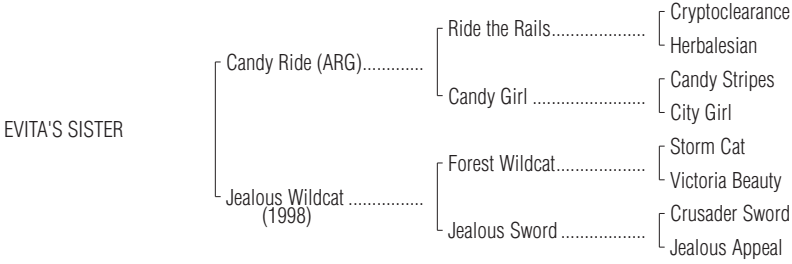 Cryptoclearance
Ride the Rails....................
Herbalesian
Candy Ride (ARG).............
Candy Stripes
Candy Girl ........................
City Girl
EVITA'S SISTER
Storm Cat
Forest Wildcat...................
Victoria Beauty
Jealous Wildcat ................
(1998)
Crusader Sword
Jealous Sword ..................
Jealous Appeal